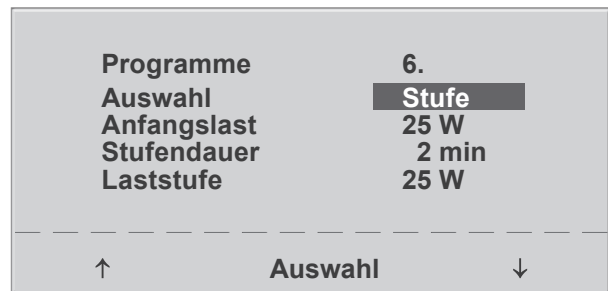 Programme 6.
Auswahl Stufe
Anfangslast 25 W
Stufendauer 2 min
Laststufe 25 W
↑ Auswahl ↓